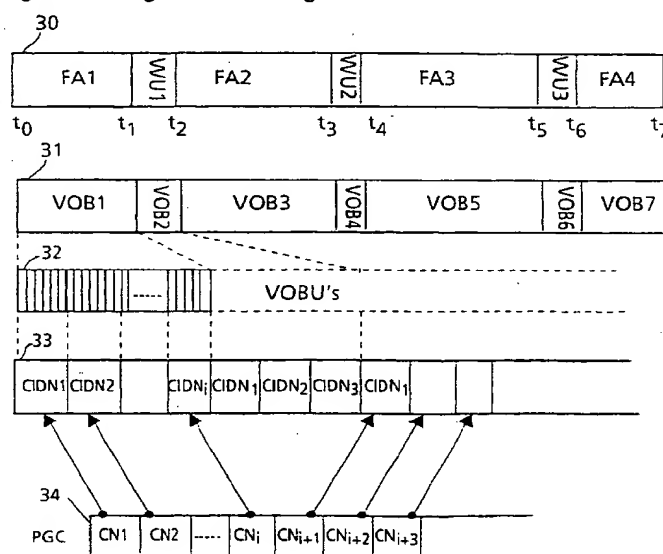 30
FA1 WU1 FA2 WU2 FA3 WU3 FA4
t0 t1 t2 t3 t4 t5 t6 t7
31
VOB1 VOB2 VOB3 VOB4 VOB5 VOB6 VOB7
32
----- VOBU's
33
CIDN1 CIDN2 CIDNi CIDN1 CIDN2 CIDN3 CIDN1
34
PGC CN1 CN2 ----- CNi CNi+1 CNi+2 CNi+3